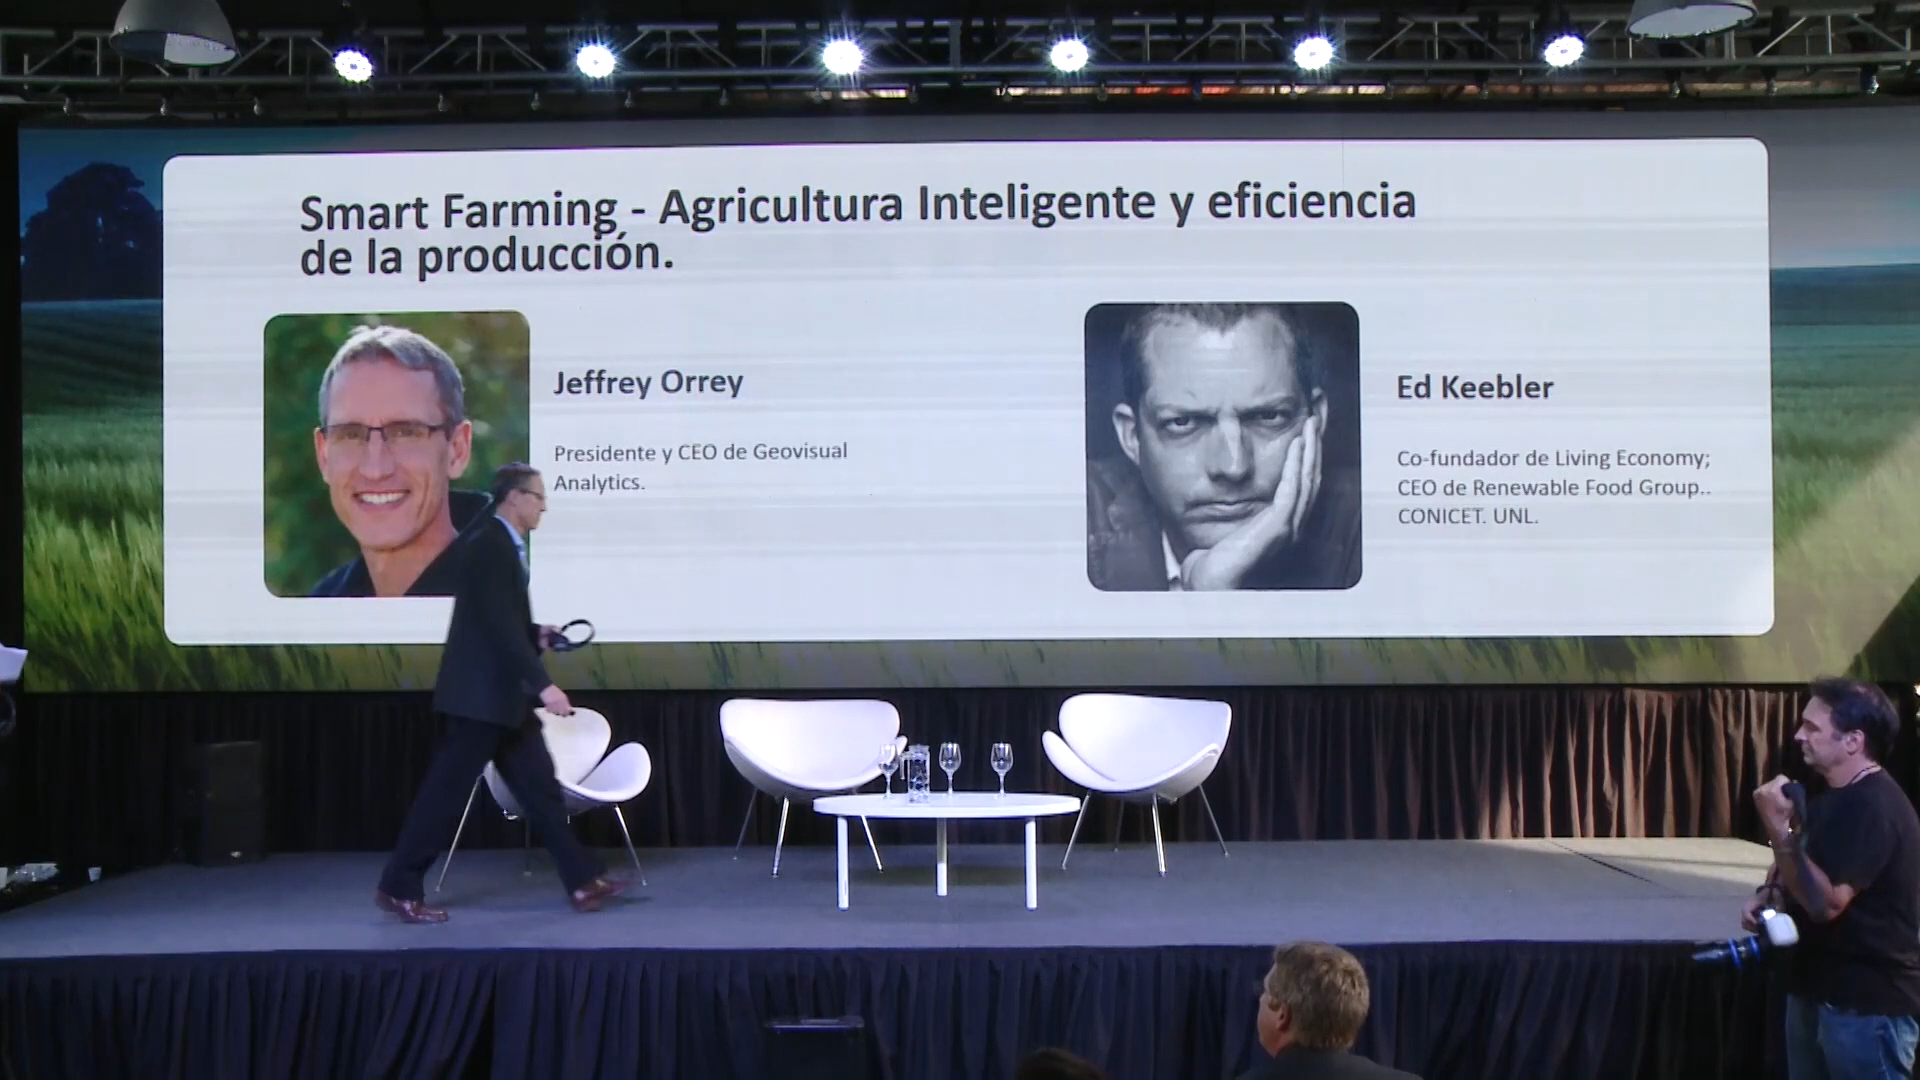 Smart Farming - Agricultura Inteligente y eficiencia
de la producción.
Jeffrey Orrey
Presidente y CEO de Geovisual
Analytics.
Ed Keebler
Co-fundador de Living Economy;
CEO de Renewable Food Group..
CONICET. UNL.